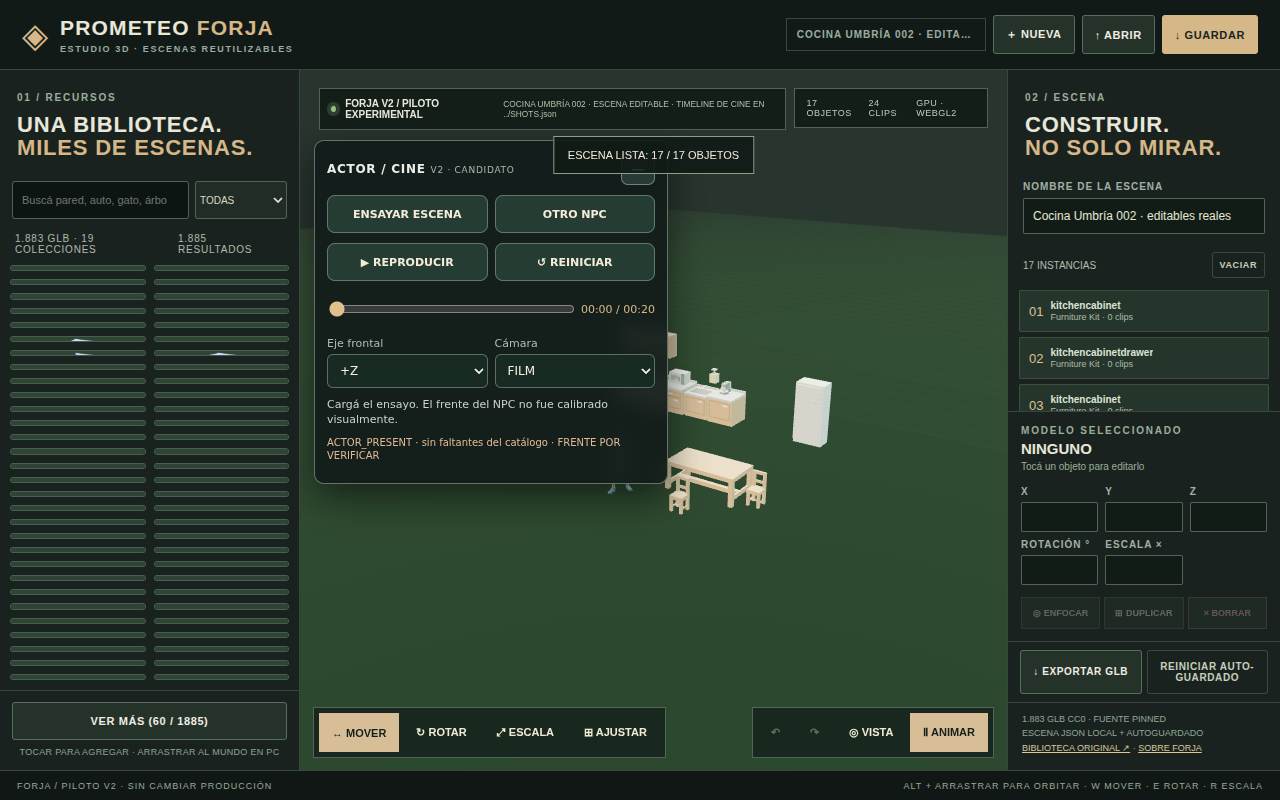 PROMETEO FORJA
ESTUDIO 3D · ESCENAS REUTILIZABLES
COCINA UMBRÍA 002 · EDITA…
+ NUEVA
↑ ABRIR
↓ GUARDAR
01 / RECURSOS
UNA BIBLIOTECA.
MILES DE ESCENAS.
Buscá pared, auto, gato, árbo
TODAS
1.883 GLB · 19
COLECCIONES
1.885
RESULTADOS
VER MÁS (60 / 1885)
TOCAR PARA AGREGAR · ARRASTRAR AL MUNDO EN PC
FORJA V2 / PILOTO
EXPERIMENTAL
COCINA UMBRÍA 002 · ESCENA EDITABLE · TIMELINE DE CINE EN
../SHOTS.json
17
OBJETOS
24
CLIPS
GPU ·
WEBGL2
ESCENA LISTA: 17 / 17 OBJETOS
ACTOR / CINE V2 · CANDIDATO
ENSAYAR ESCENA
OTRO NPC
▶ REPRODUCIR
↺ REINICIAR
00:00 / 00:20
Eje frontal
Cámara
+Z
FILM
Cargá el ensayo. El frente del NPC no fue calibrado
visualmente.
ACTOR_PRESENT · sin faltantes del catálogo · FRENTE POR
VERIFICAR
↔ MOVER
↻ ROTAR
⤢ ESCALA
⊞ AJUSTAR
↶
↷
◎ VISTA
Ⅱ ANIMAR
02 / ESCENA
CONSTRUIR.
NO SOLO MIRAR.
NOMBRE DE LA ESCENA
Cocina Umbría 002 · editables reales
17 INSTANCIAS
VACIAR
01
kitchencabinet
Furniture Kit · 0 clips
02
kitchencabinetdrawer
Furniture Kit · 0 clips
03
kitchencabinet
Furniture Kit · 0 clips
MODELO SELECCIONADO
NINGUNO
Tocá un objeto para editarlo
X
Y
Z
ROTACIÓN °
ESCALA ×
◎ ENFOCAR
⊞ DUPLICAR
× BORRAR
↓ EXPORTAR GLB
REINICIAR AUTO-
GUARDADO
1.883 GLB CC0 · FUENTE PINNED
ESCENA JSON LOCAL + AUTOGUARDADO
BIBLIOTECA ORIGINAL ↗ · SOBRE FORJA
FORJA / PILOTO V2 · SIN CAMBIAR PRODUCCIÓN
ALT + ARRASTRAR PARA ORBITAR · W MOVER · E ROTAR · R ESCALA